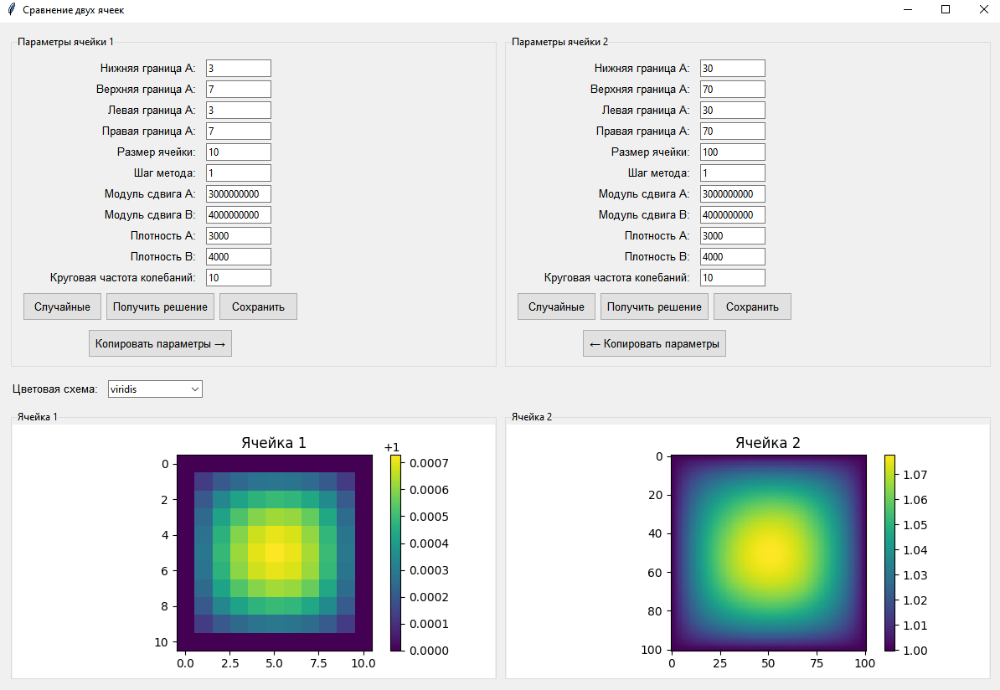 Сравнение двух ячеек
Параметры ячейки 1
Нижняя граница A: 3
Верхняя граница A: 7
Левая граница A: 3
Правая граница A: 7
Размер ячейки: 10
Шаг метода: 1
Модуль сдвига A: 3000000000
Модуль сдвига B: 4000000000
Плотность A: 3000
Плотность B: 4000
Круговая частота колебаний: 10
Случайные Получить решение Сохранить
Копировать параметры →
Параметры ячейки 2
Нижняя граница A: 30
Верхняя граница A: 70
Левая граница A: 30
Правая граница A: 70
Размер ячейки: 100
Шаг метода: 1
Модуль сдвига A: 3000000000
Модуль сдвига B: 4000000000
Плотность A: 3000
Плотность B: 4000
Круговая частота колебаний: 10
Случайные Получить решение Сохранить
← Копировать параметры
Цветовая схема: viridis
Ячейка 1
Ячейка 1
0
2
4
6
8
10
0.0 2.5 5.0 7.5 10.0
+1
0.0007
0.0006
0.0005
0.0004
0.0003
0.0002
0.0001
0.0000
Ячейка 2
Ячейка 2
0
20
40
60
80
100
0 25 50 75 100
1.07
1.06
1.05
1.04
1.03
1.02
1.01
1.00